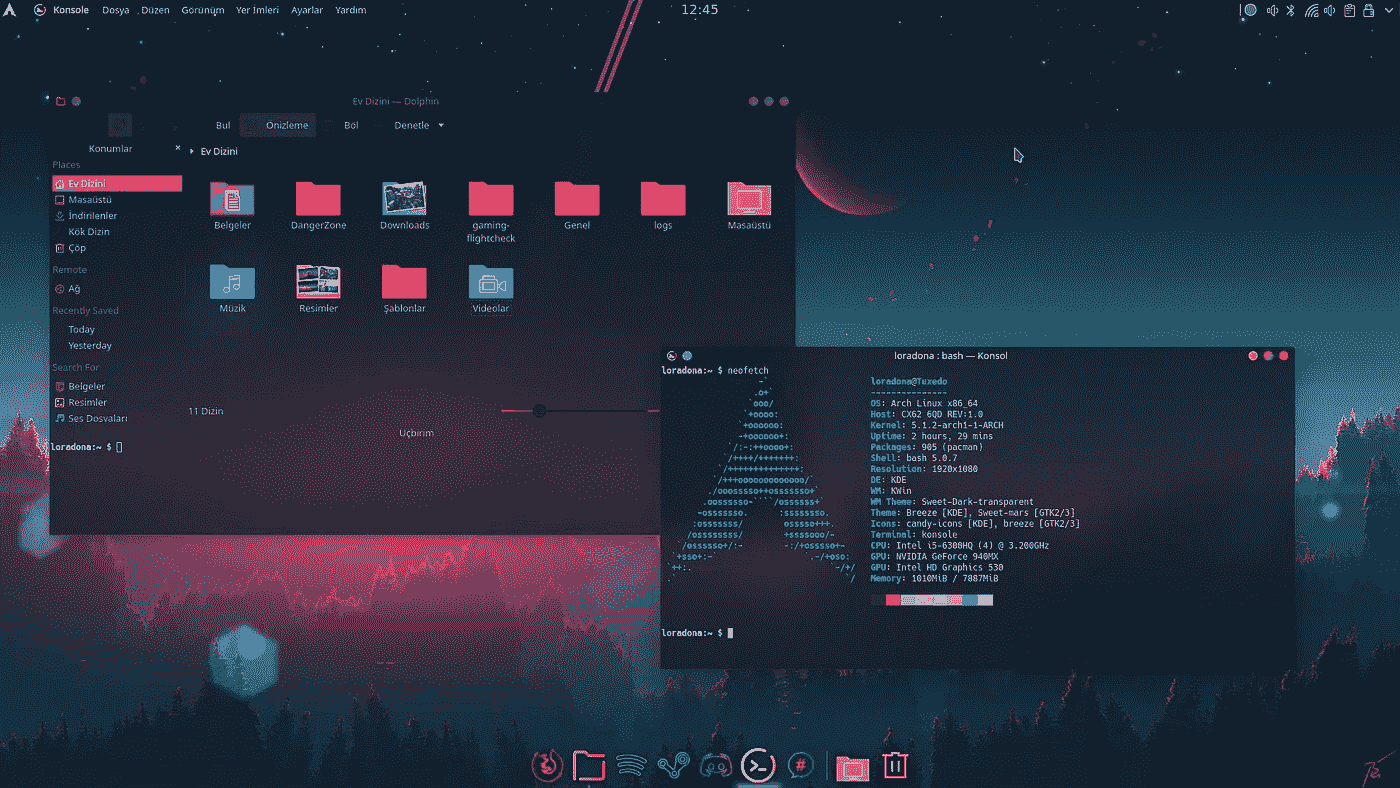 Konsole Dosya Düzen Görünüm Yer İmleri Ayarlar Yardım 12:45
Ev Dizini — Dolphin
Bul Önizleme Böl Denetle
Konumlar
Ev Dizini
Places
Ev Dizini
Masaüstü
İndirilenler
Kök Dizin
Çöp
Remote
Ağ
Recently Saved
Today
Yesterday
Search For
Belgeler
Resimler
Ses Dosyaları
Belgeler DangerZone Downloads gaming-flightcheck Genel logs Masaüstü
Müzik Resimler Şablonlar Videolar
11 Dizin
Uçbirim
loradona:~ $
loradona : bash — Konsol
loradona:~ $ neofetch
loradona@Tuxedo
---------------
OS: Arch Linux x86_64
Host: CX62 6QD REV:1.0
Kernel: 5.1.2-arch1-1-ARCH
Uptime: 2 hours, 29 mins
Packages: 905 (pacman)
Shell: bash 5.0.7
Resolution: 1920x1080
DE: KDE
WM: KWin
WM Theme: Sweet-Dark-transparent
Theme: Breeze [KDE], Sweet-mars [GTK2/3]
Icons: candy-icons [KDE], breeze [GTK2/3]
Terminal: konsole
CPU: Intel i5-6300HQ (4) @ 3.200GHz
GPU: NVIDIA GeForce 940MX
GPU: Intel HD Graphics 530
Memory: 1010MiB / 7887MiB
loradona:~ $